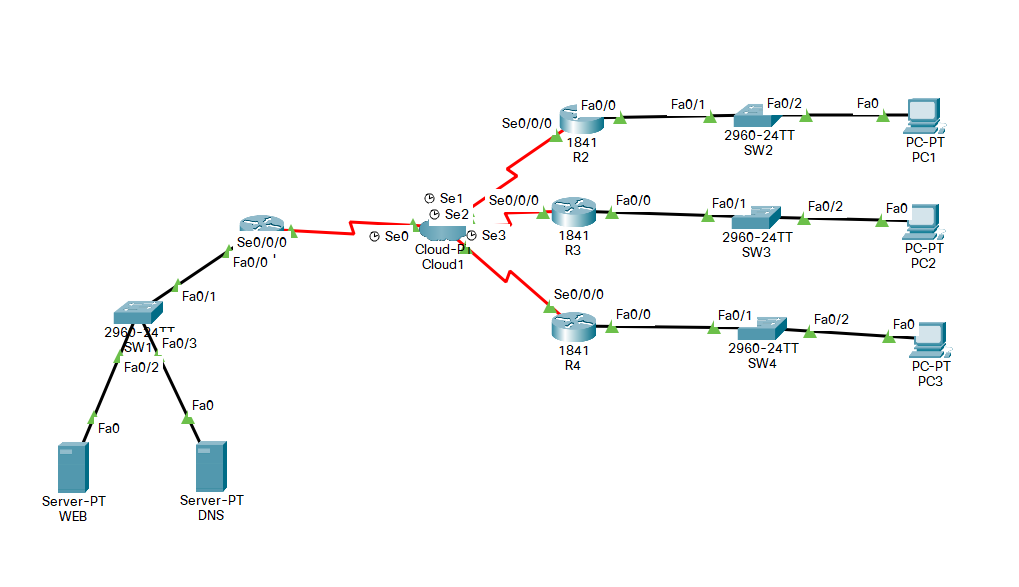 Fa0/0
Fa0/1
Fa0/2
Fa0
Se0/0/0
1841
R2
2960-24TT
SW2
PC-PT
PC1
Se1
Se2
Se0
Se3
Cloud-P
Cloud1
Se0/0/0
Fa0/0
Fa0/1
Fa0/2
Fa0
1841
R3
2960-24TT
SW3
PC-PT
PC2
Se0/0/0
Fa0/0
Fa0/1
Se0/0/0
Fa0/0
Fa0/1
Fa0/2
Fa0
1841
R4
2960-24TT
SW4
PC-PT
PC3
2960-24TT
SW1
Fa0/3
Fa0/2
Fa0
Fa0
Server-PT
WEB
Server-PT
DNS